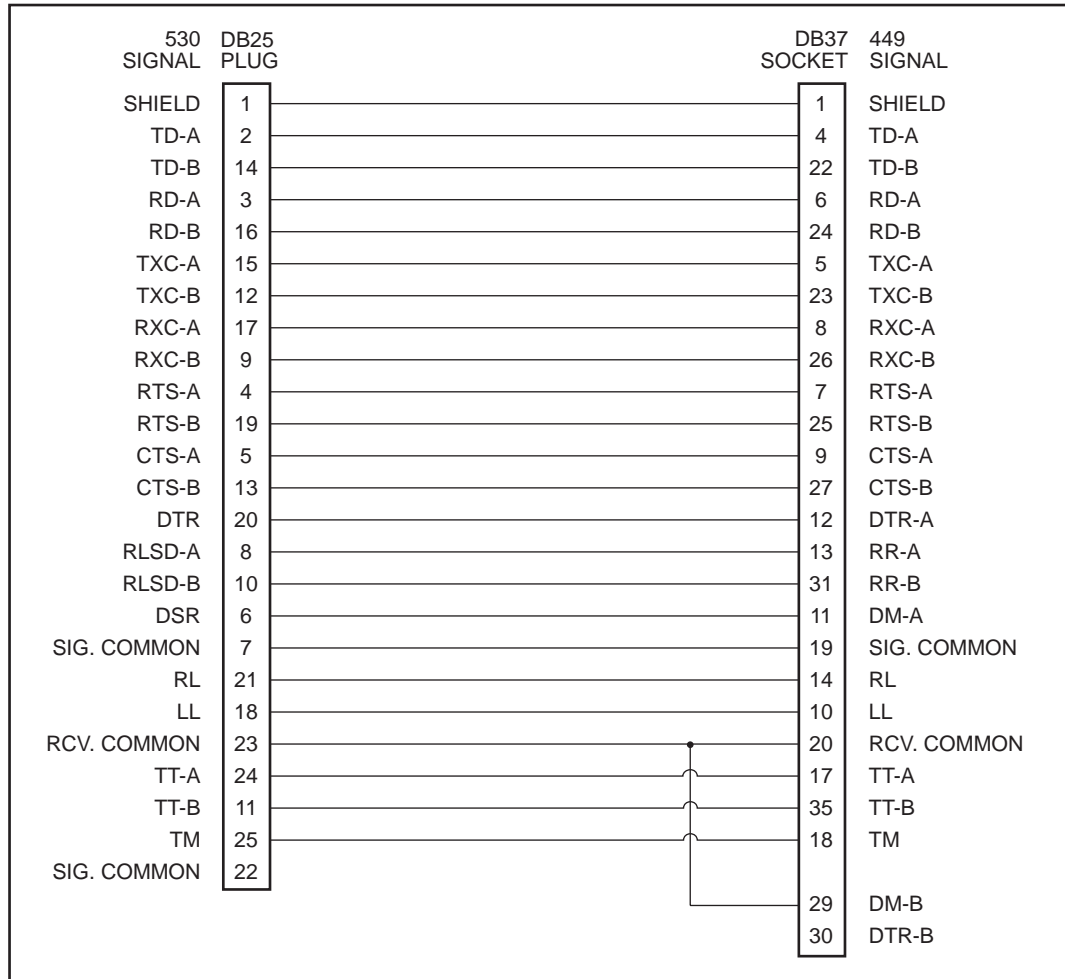 530 DB25 DB37 449
SIGNAL PLUG SOCKET SIGNAL
SHIELD 1 1 SHIELD
TD-A 2 4 TD-A
TD-B 14 22 TD-B
RD-A 3 6 RD-A
RD-B 16 24 RD-B
TXC-A 15 5 TXC-A
TXC-B 12 23 TXC-B
RXC-A 17 8 RXC-A
RXC-B 9 26 RXC-B
RTS-A 4 7 RTS-A
RTS-B 19 25 RTS-B
CTS-A 5 9 CTS-A
CTS-B 13 27 CTS-B
DTR 20 12 DTR-A
RLSD-A 8 13 RR-A
RLSD-B 10 31 RR-B
DSR 6 11 DM-A
SIG. COMMON 7 19 SIG. COMMON
RL 21 14 RL
LL 18 10 LL
RCV. COMMON 23 20 RCV. COMMON
TT-A 24 17 TT-A
TT-B 11 35 TT-B
TM 25 18 TM
SIG. COMMON 22
29 DM-B
30 DTR-B